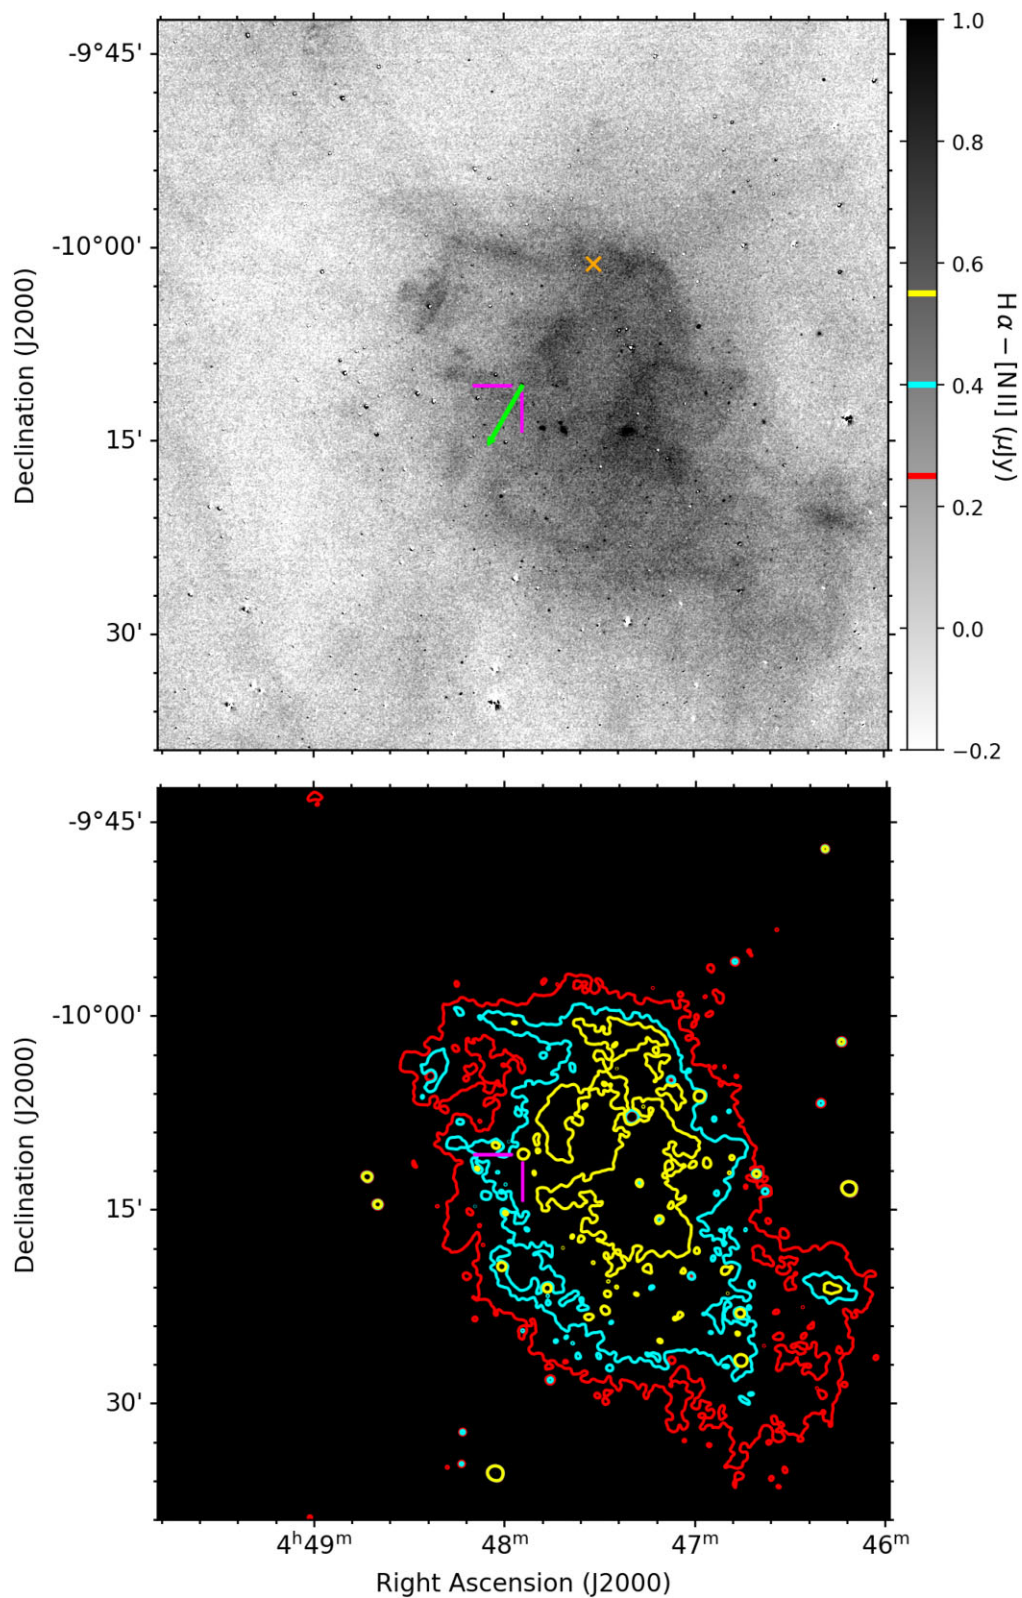 -9°45'
-10°00'
15'
30'
Declination (J2000)
1.0
0.8
0.6
0.4
0.2
0.0
−0.2
Hα − [NII] (μJy)
-9°45'
-10°00'
15'
30'
Declination (J2000)
4ʰ49ᵐ
48ᵐ
47ᵐ
46ᵐ
Right Ascension (J2000)